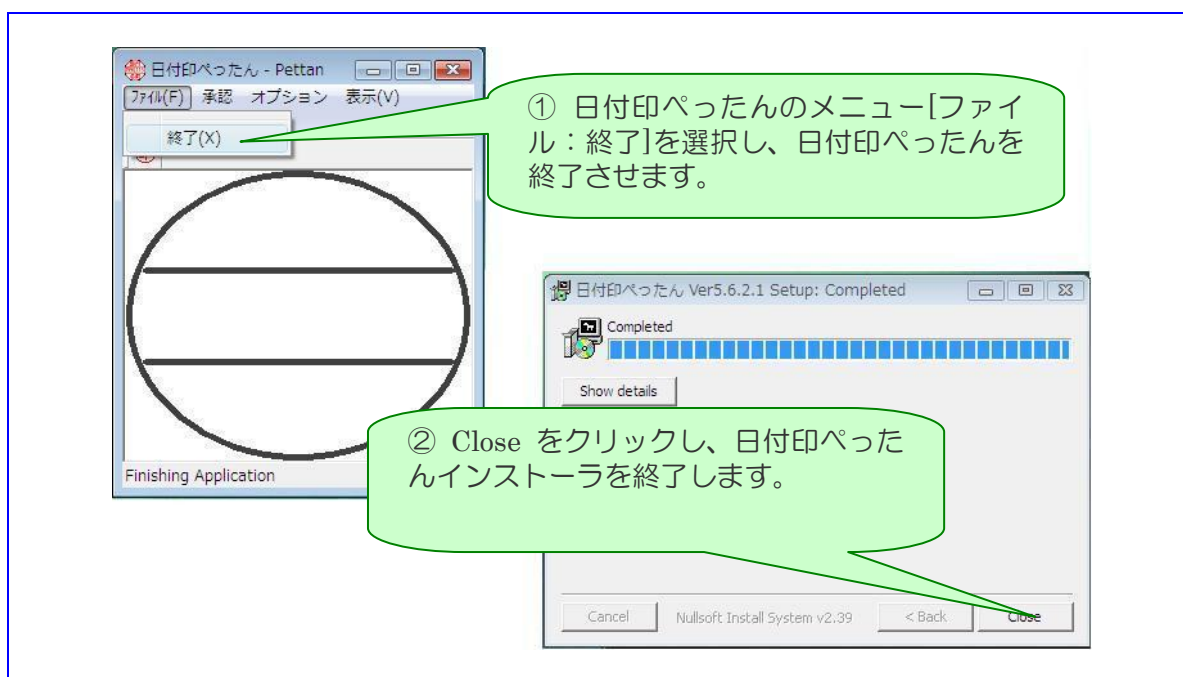 日付印ぺったん - Pettan
ファイル(F) 承認 オプション 表示(V)
終了(X)
① 日付印ぺったんのメニュー[ファイ
ル：終了]を選択し、日付印ぺったんを
終了させます。
Finishing Application
日付印ぺったん Ver5.6.2.1 Setup: Completed
Completed
Show details
② Close をクリックし、日付印ぺった
んインストーラを終了します。
Cancel Nullsoft Install System v2.39 < Back Close